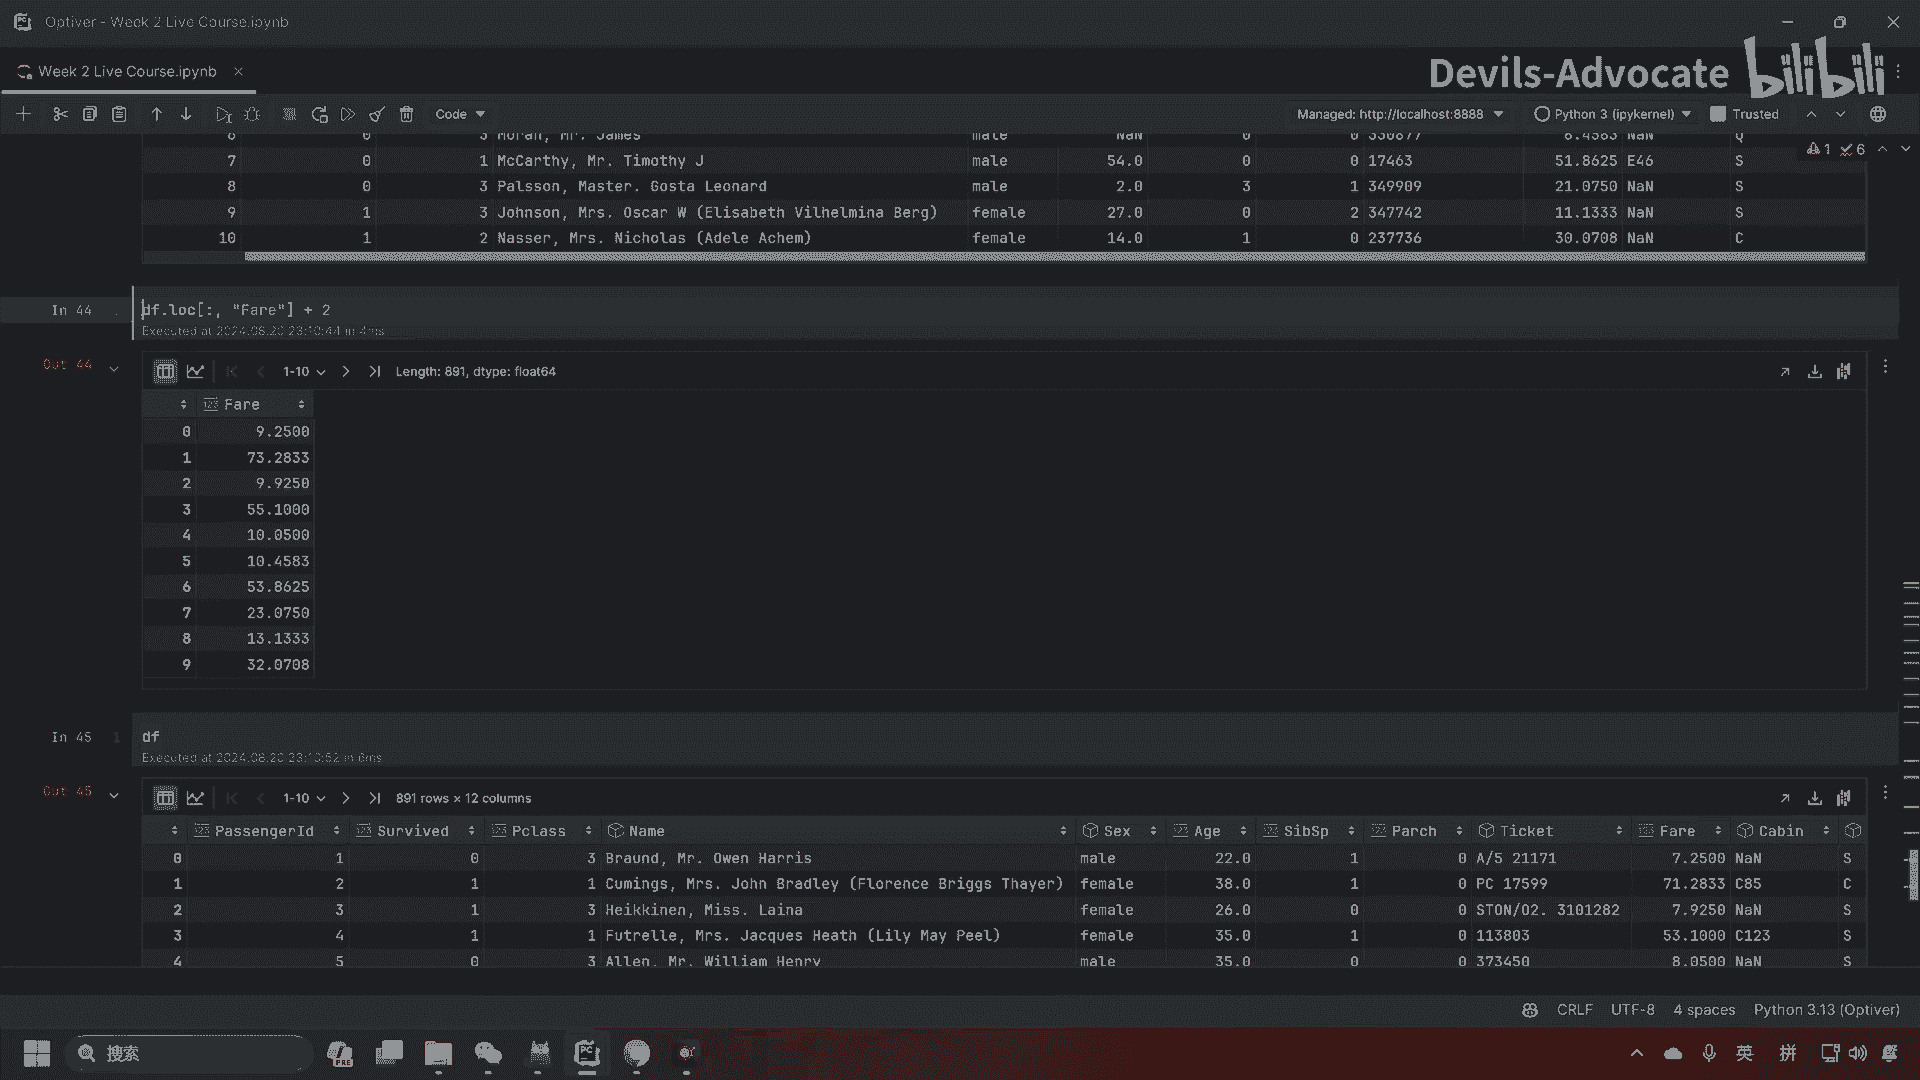 Optiver - Week 2 Live Course.ipynb
Week 2 Live Course.ipynb
Devils-Advocate bilibili
Code
Managed: http://localhost:8888
Python 3 (ipykernel)
Trusted
6 0 3 Moran, Mr. James male NaN 0 0 330877 8.4583 NaN Q
1 6
7 0 1 McCarthy, Mr. Timothy J male 54.0 0 0 17463 51.8625 E46 S
8 0 3 Palsson, Master. Gosta Leonard male 2.0 3 1 349909 21.0750 NaN S
9 1 3 Johnson, Mrs. Oscar W (Elisabeth Vilhelmina Berg) female 27.0 0 2 347742 11.1333 NaN S
10 1 2 Nasser, Mrs. Nicholas (Adele Achem) female 14.0 1 0 237736 30.0708 NaN C
In 44 df.loc[:, "Fare"] + 2
Executed at 2024.08.20 23:10:44 in 4ms
Out 44
1-10 Length: 891, dtype: float64
Fare
0 9.2500
1 73.2833
2 9.9250
3 55.1000
4 10.0500
5 10.4583
6 53.8625
7 23.0750
8 13.1333
9 32.0708
In 45 1 df
Executed at 2024.08.20 23:10:52 in 6ms
Out 45
1-10 891 rows × 12 columns
PassengerId Survived Pclass Name Sex Age SibSp Parch Ticket Fare Cabin
0 1 0 3 Braund, Mr. Owen Harris male 22.0 1 0 A/5 21171 7.2500 NaN S
1 2 1 1 Cumings, Mrs. John Bradley (Florence Briggs Thayer) female 38.0 1 0 PC 17599 71.2833 C85 C
2 3 1 3 Heikkinen, Miss. Laina female 26.0 0 0 STON/O2. 3101282 7.9250 NaN S
3 4 1 1 Futrelle, Mrs. Jacques Heath (Lily May Peel) female 35.0 1 0 113803 53.1000 C123 S
4 5 0 3 Allen, Mr. William Henry male 35.0 0 0 373450 8.0500 NaN S
CRLF UTF-8 4 spaces Python 3.13 (Optiver)
搜索
PRE
PC
英 拼